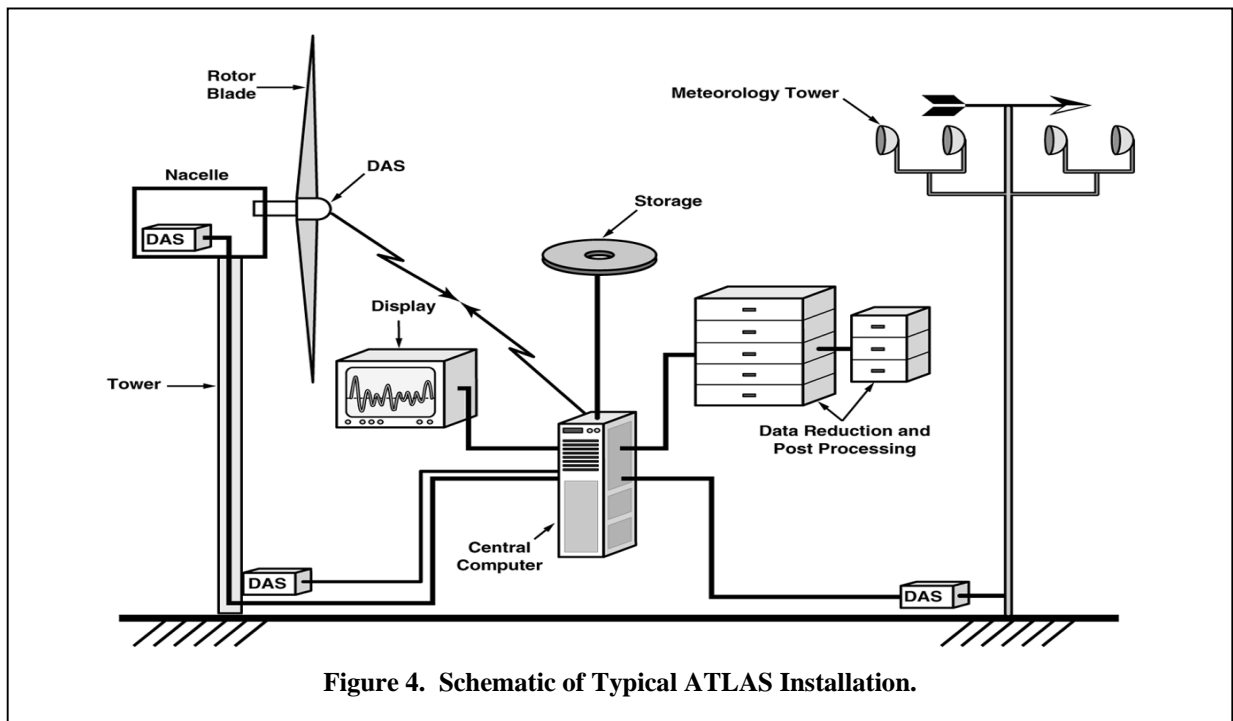 Rotor
Blade
Meteorology Tower
Nacelle
DAS
DAS
Storage
Display
Tower
Data Reduction and
Post Processing
Central
Computer
DAS
DAS
Figure 4.  Schematic of Typical ATLAS Installation.